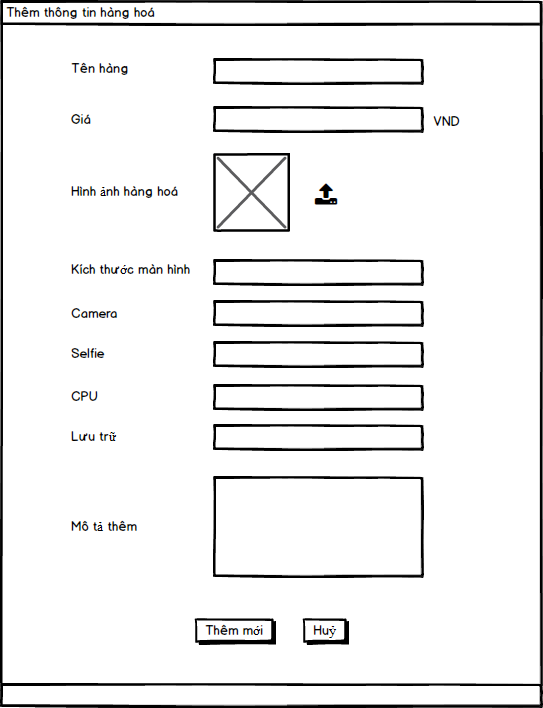 Thêm thông tin hàng hoá
Tên hàng
Giá
VND
Hình ảnh hàng hoá
Kích thước màn hình
Camera
Selfie
CPU
Lưu trữ
Mô tả thêm
Thêm mới
Huỷ